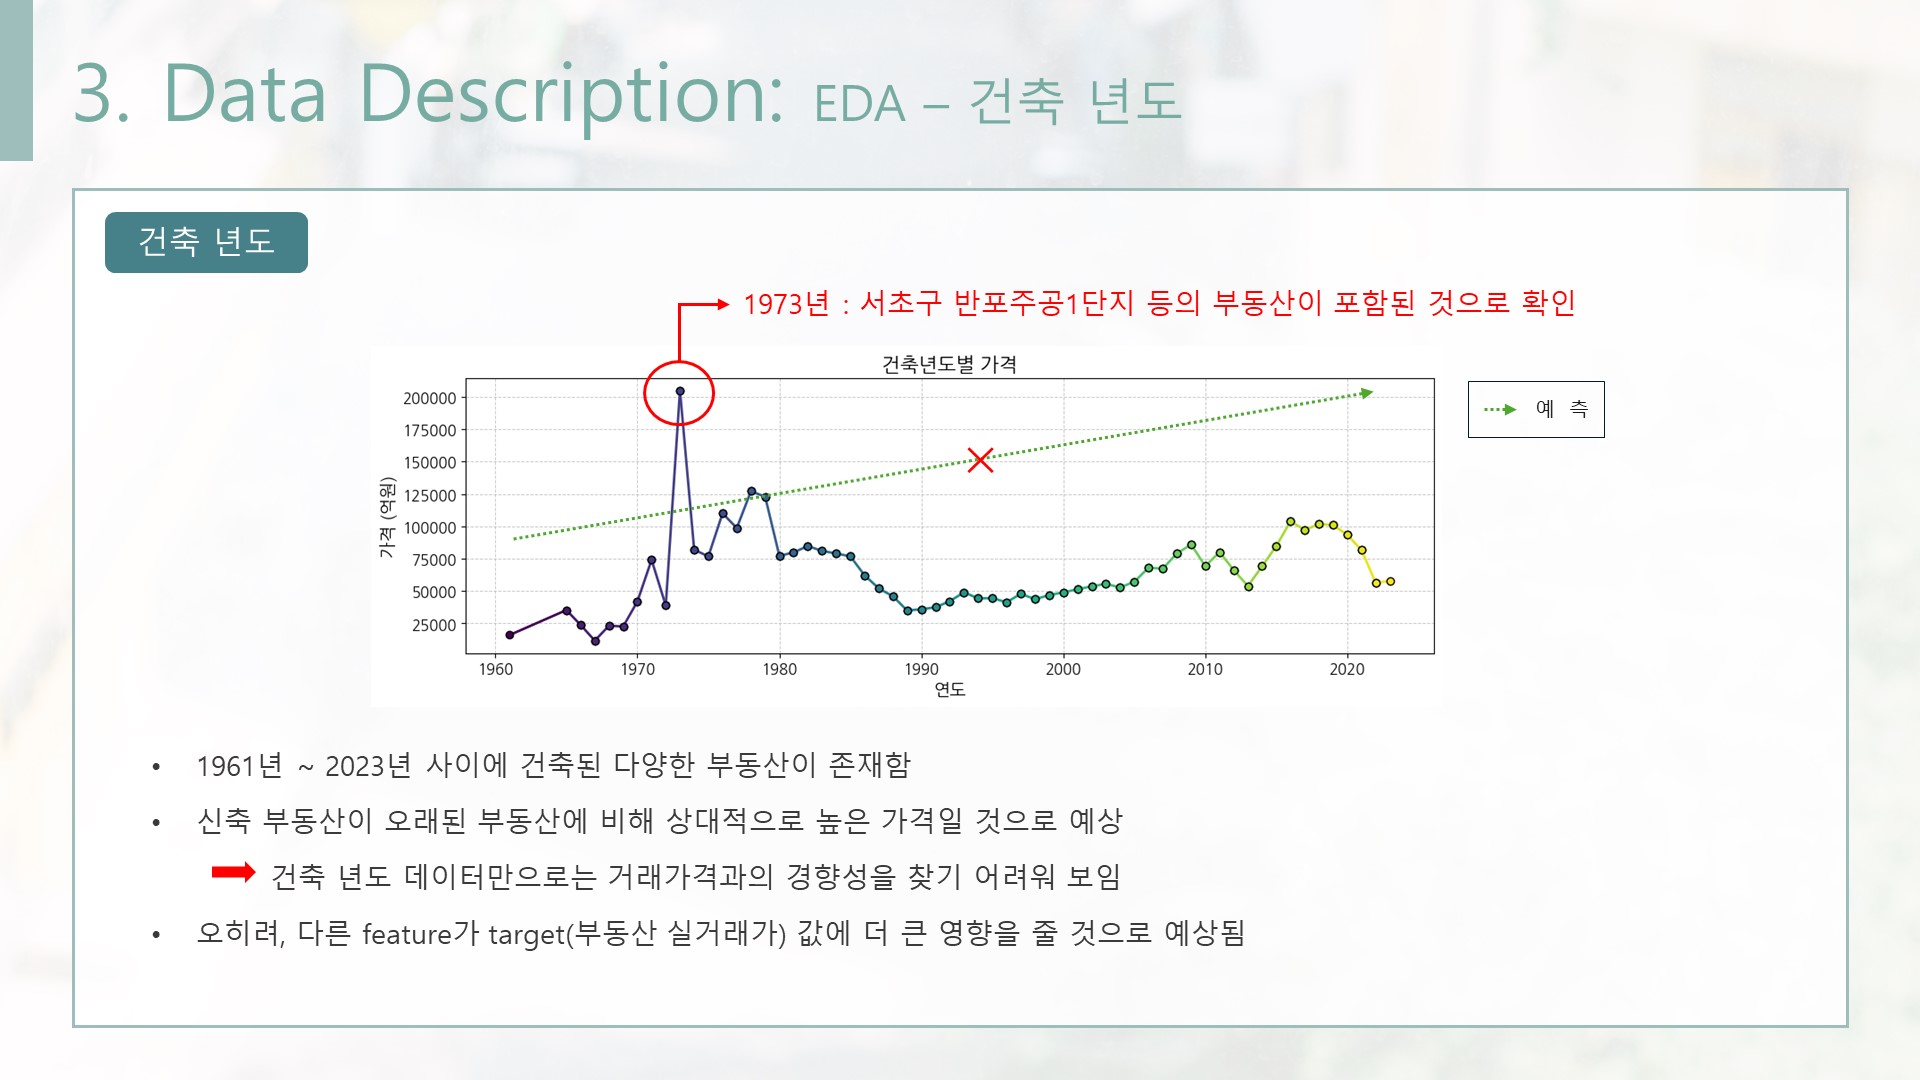 3. Data Description: EDA – 건축 년도
건축 년도
1973년 : 서초구 반포주공1단지 등의 부동산이 포함된 것으로 확인
건축년도별 가격
가격 (억원)
200000
175000
150000
125000
100000
75000
50000
25000
1960 1970 1980 1990 2000 2010 2020
연도
예 측
• 1961년 ~ 2023년 사이에 건축된 다양한 부동산이 존재함
• 신축 부동산이 오래된 부동산에 비해 상대적으로 높은 가격일 것으로 예상
건축 년도 데이터만으로는 거래가격과의 경향성을 찾기 어려워 보임
• 오히려, 다른 feature가 target(부동산 실거래가) 값에 더 큰 영향을 줄 것으로 예상됨